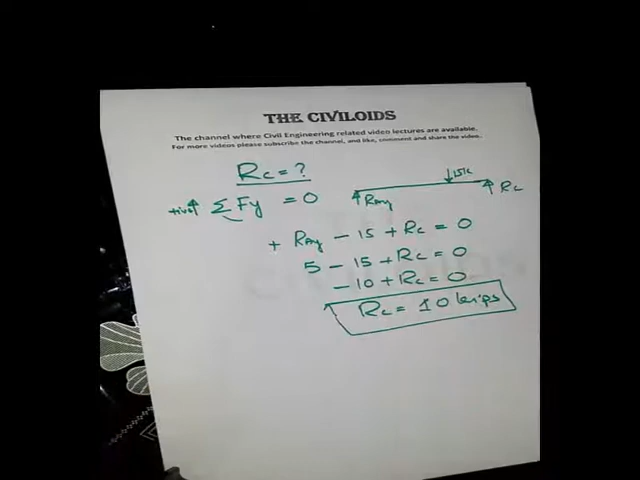 THE CIVILOIDS
The channel where Civil Engineering related video lectures are available.
For more videos please subscribe the channel, and like, comment and share the video.
Rc = ?
+ive↑ ΣFy = 0
↓15k
↑RAy ↑Rc
+ RAy − 15 + Rc = 0
5 − 15 + Rc = 0
− 10 + Rc = 0
Rc = 10 kips